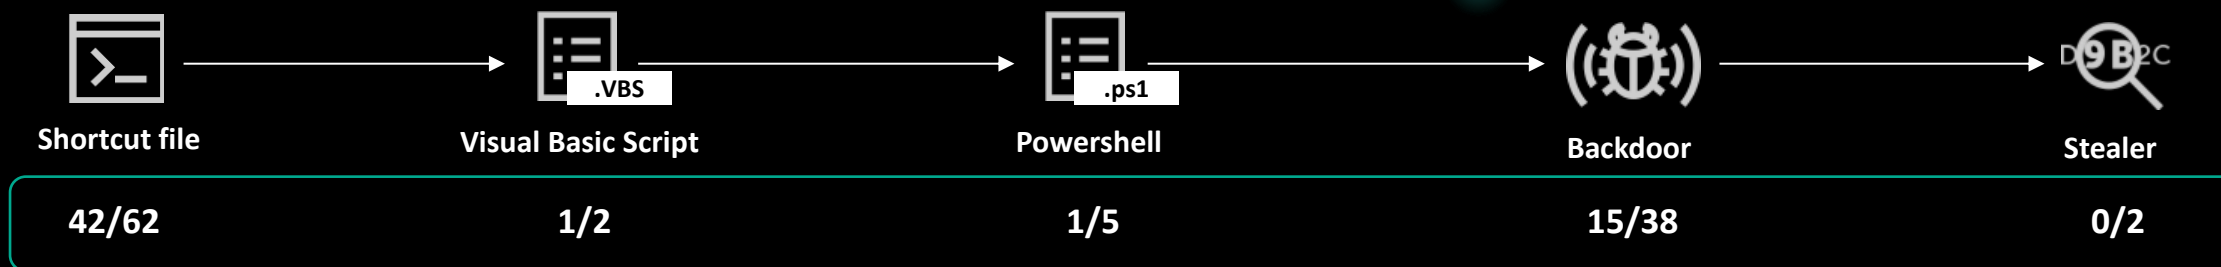 >_
.VBS
.ps1
D9B2C
Shortcut file
Visual Basic Script
Powershell
Backdoor
Stealer
42/62
1/2
1/5
15/38
0/2